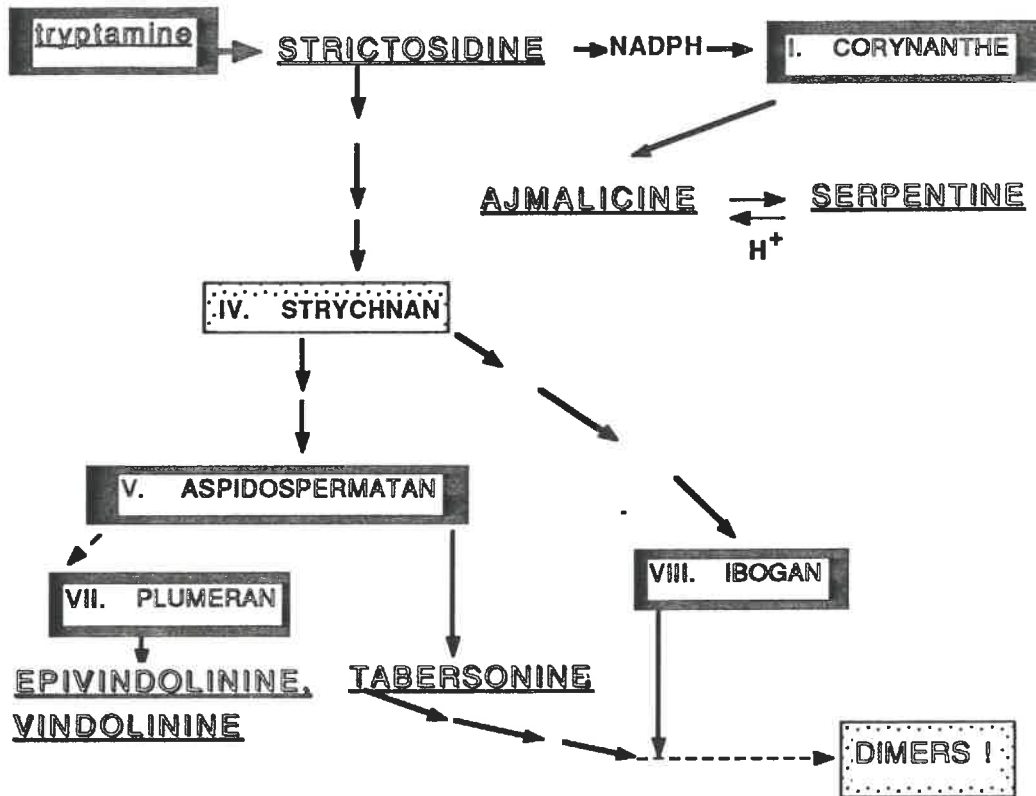 tryptamine
STRICTOSIDINE
NADPH
I. CORYNANTHE
AJMALICINE
SERPENTINE
H+
IV. STRYCHNAN
V. ASPIDOSPERMATAN
VII. PLUMERAN
VIII. IBOGAN
EPIVINDOLININE,
VINDOLININE
TABERSONINE
DIMERS !